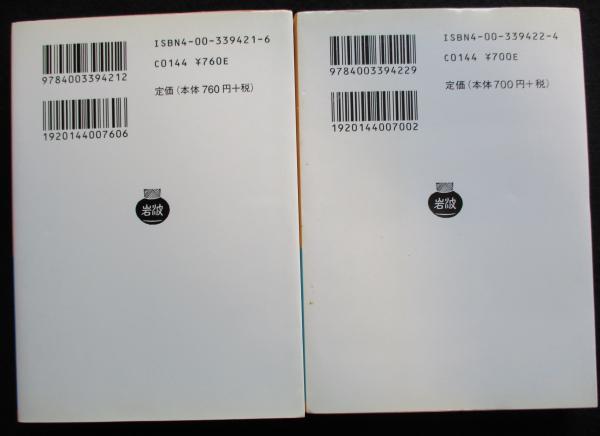 ISBN4-00-339421-6
9784003394212
C0144 ¥760E
定価(本体760円+税)
1920144007606
岩波
ISBN4-00-339422-4
9784003394229
C0144 ¥700E
定価(本体700円+税)
1920144007002
岩波